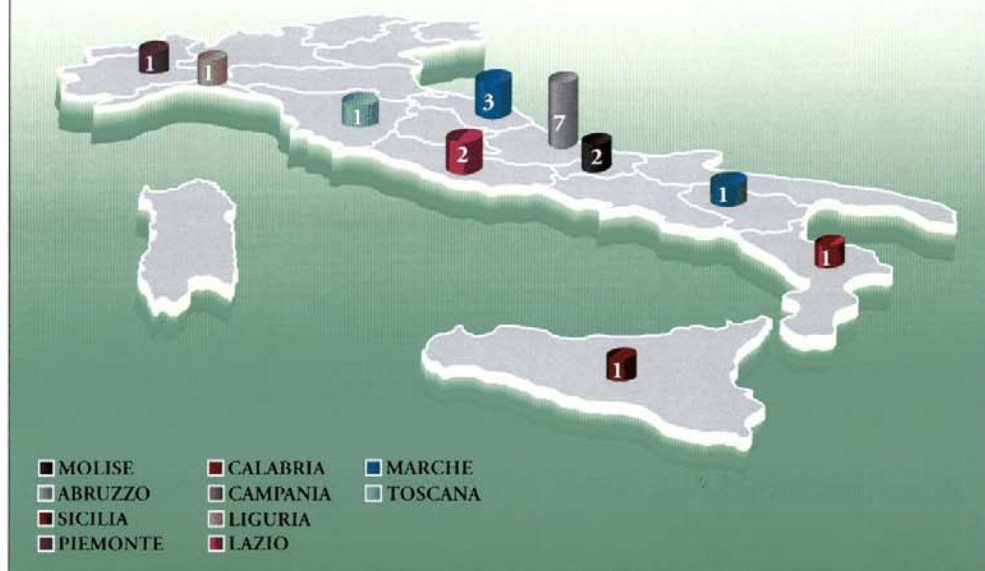 1
1
3
7
1
2
2
1
1
1
MOLISE CALABRIA MARCHE
ABRUZZO CAMPANIA TOSCANA
SICILIA LIGURIA
PIEMONTE LAZIO